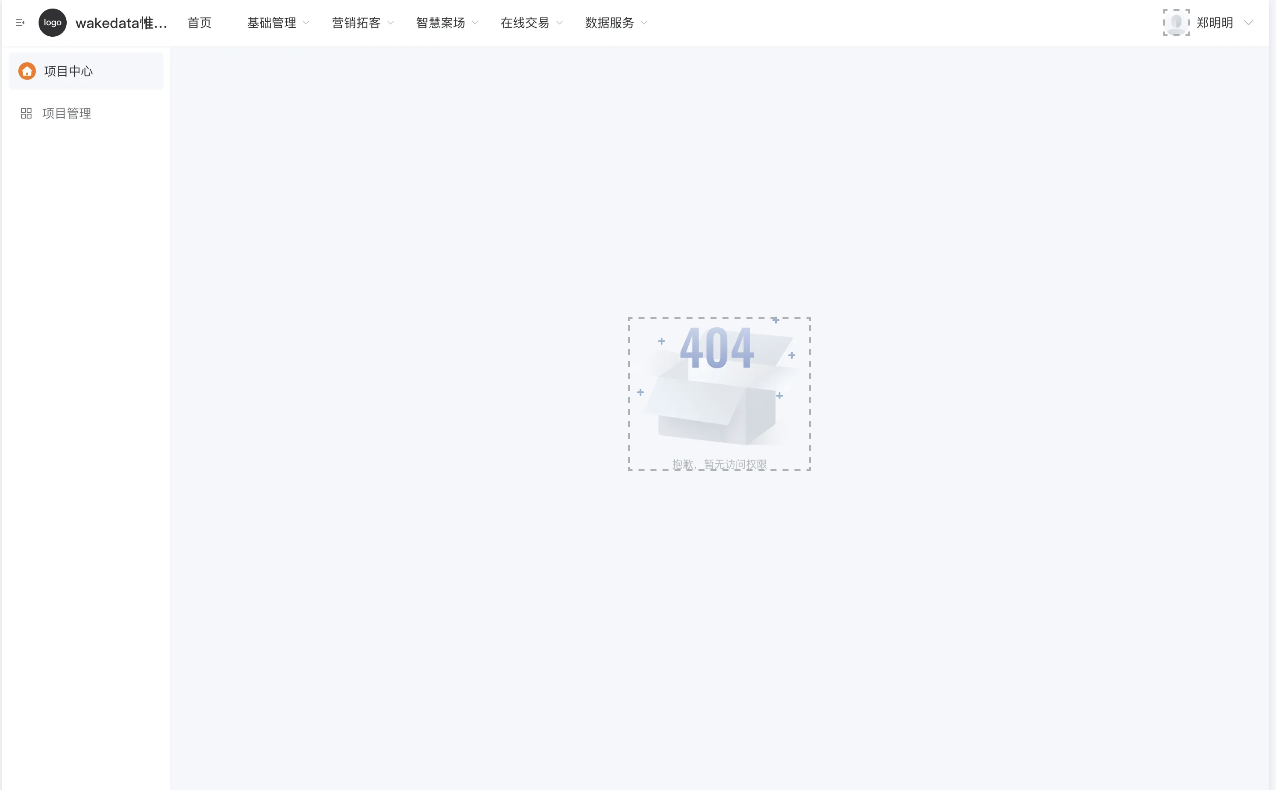 logo wakedata惟... 首页 基础管理 营销拓客 智慧案场 在线交易 数据服务 郑明明
项目中心
项目管理
404
抱歉，暂无访问权限